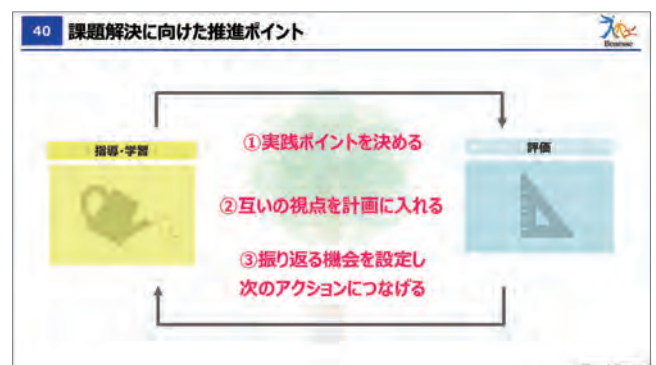 40 課題解決に向けた推進ポイント
Benesse
①実践ポイントを決める
指導・学習
評価
②互いの視点を計画に入れる
③振り返る機会を設定し
次のアクションにつなげる